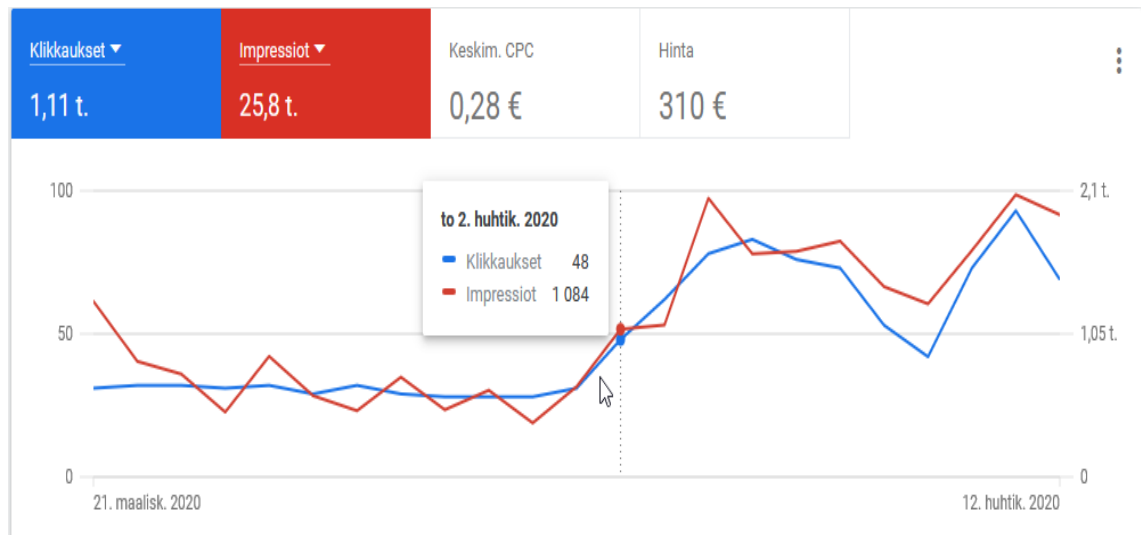 Klikkaukset Impressiot Keskim. CPC Hinta
1,11 t. 25,8 t. 0,28 € 310 €
100 2,1 t.
to 2. huhtik. 2020
Klikkaukset 48
Impressiot 1 084
50 1,05 t.
0 0
21. maalisk. 2020 12. huhtik. 2020